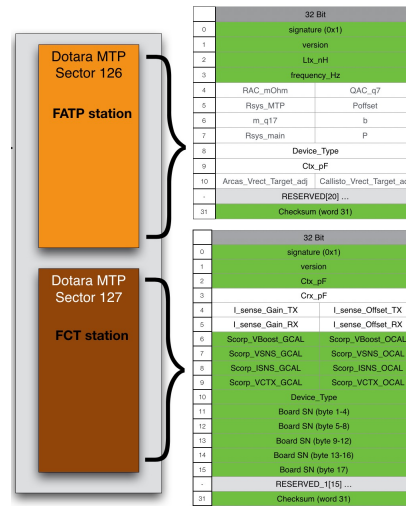 Dotara MTP
Sector 126
FATP station
32 Bit
0 signature (0x1)
1 version
2 Ltx_nH
3 frequency_Hz
4 RAC_mOhm QAC_q7
5 Rsys_MTP Poffset
6 m_q17 b
7 Rsys_main P
8 Device_Type
9 Ctx_pF
10 Arcas_Vrect_Target_adj Callisto_Vrect_Target_ad
- RESERVED[20] ...
31 Checksum (word 31)
Dotara MTP
Sector 127
FCT station
32 Bit
0 signature (0x1)
1 version
2 Ctx_pF
3 Crx_pF
4 I_sense_Gain_TX I_sense_Offset_TX
5 I_sense_Gain_RX I_sense_Offset_RX
6 Scorp_VBoost_GCAL Scorp_VBoost_OCAL
7 Scorp_VSNS_GCAL Scorp_VSNS_OCAL
8 Scorp_ISNS_GCAL Scorp_ISNS_OCAL
9 Scorp_VCTX_GCAL Scorp_VCTX_OCAL
10 Device_Type
11 Board SN (byte 1-4)
12 Board SN (byte 5-8)
13 Board SN (byte 9-12)
14 Board SN (byte 13-16)
15 Board SN (byte 17)
- RESERVED_1[15] ...
31 Checksum (word 31)